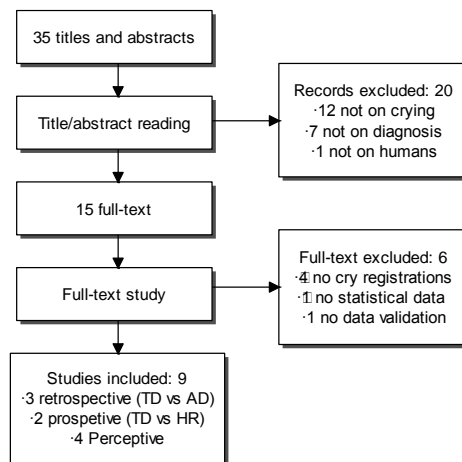 35 titles and abstracts
Title/abstract reading
Records excluded: 20
·12 not on crying
·7 not on diagnosis
·1 not on humans
15 full-text
Full-text study
Full-text excluded: 6
·4 no cry registrations
·1 no statistical data
·1 no data validation
Studies included: 9
·3 retrospective (TD vs AD)
·2 prospetive (TD vs HR)
·4 Perceptive